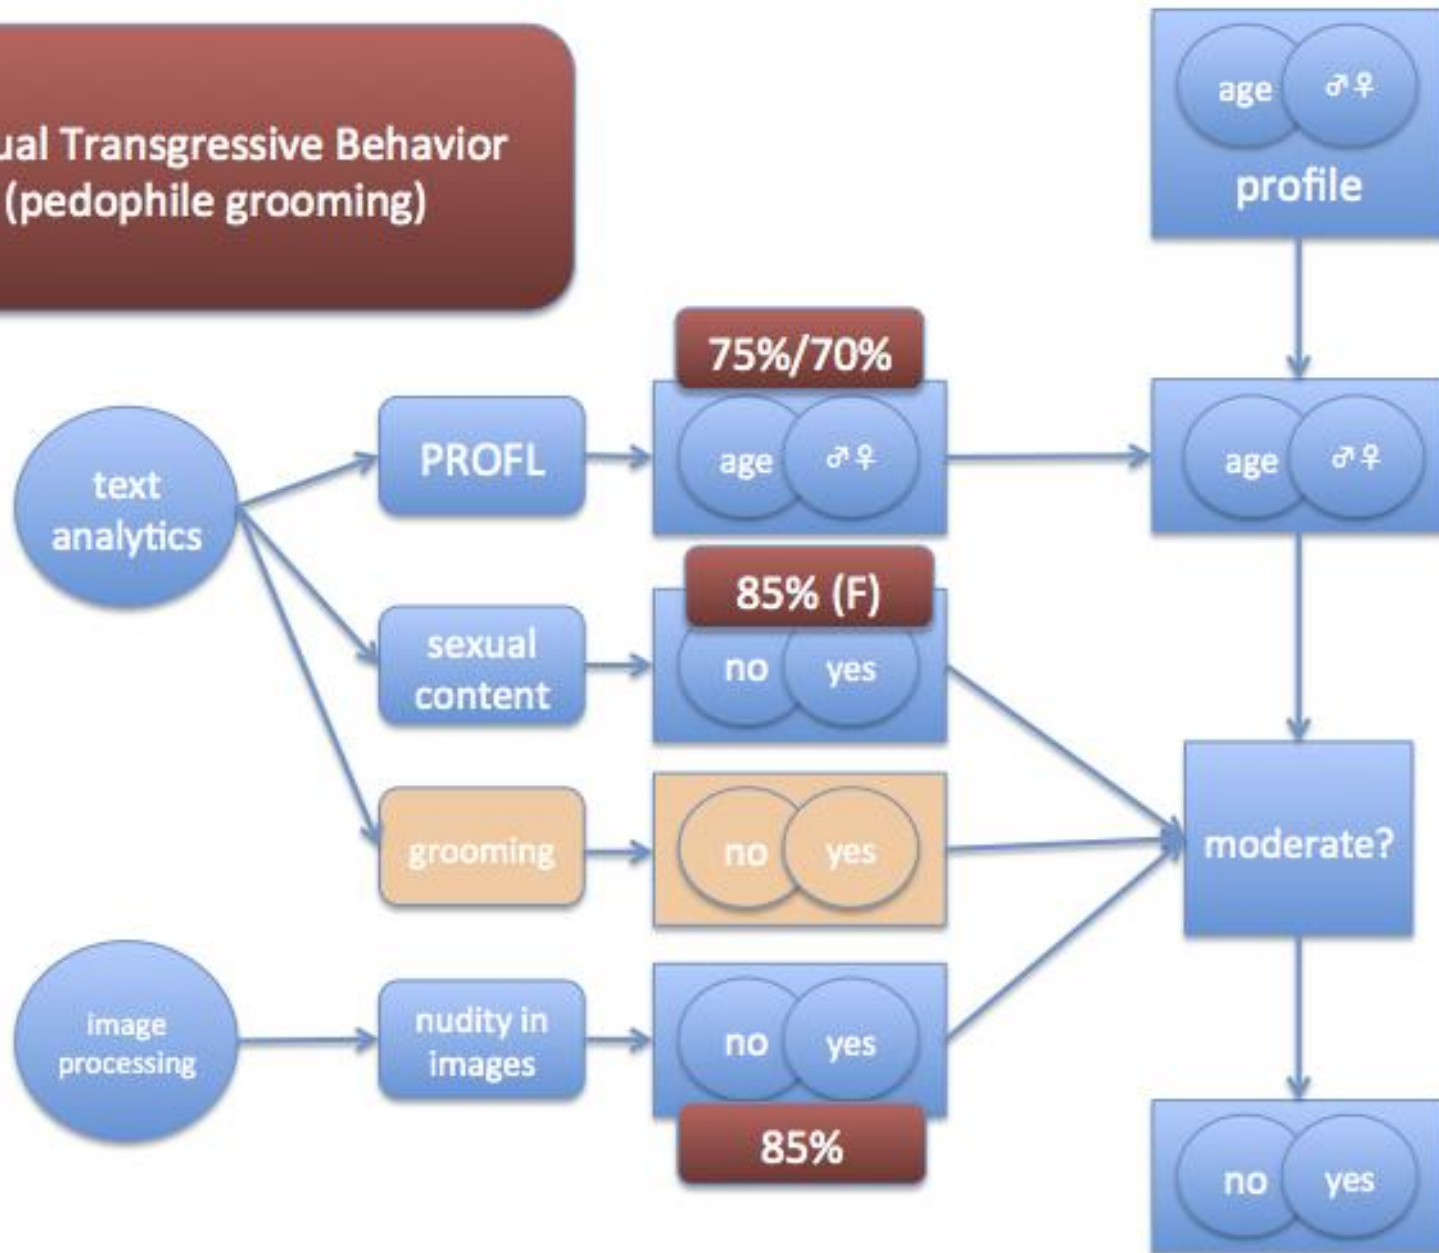 Transgressive Behavior
(pedophile grooming)
age ♂♀
profile
75%/70%
text
analytics
PROFL
age ♂♀
age ♂♀
85% (F)
sexual
content
no yes
grooming
no yes
moderate?
image
processing
nudity in
images
no yes
85%
no yes